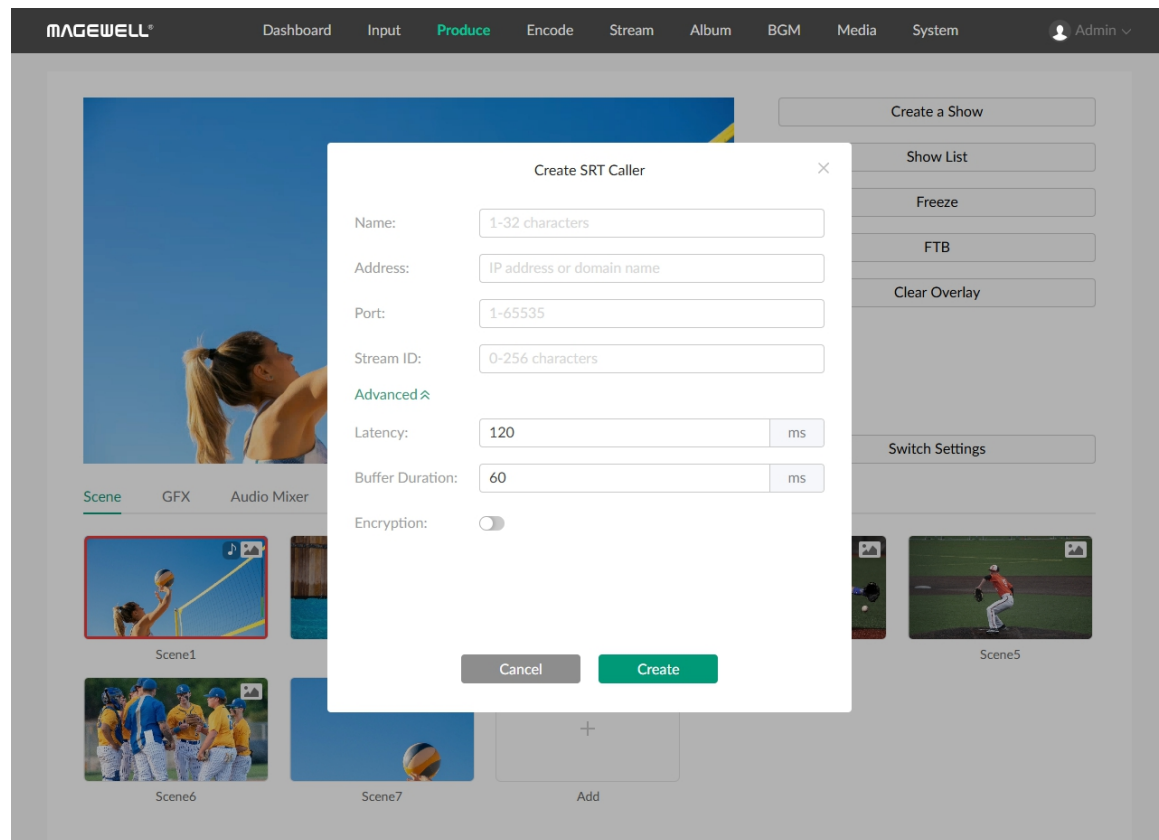 MAGEWELL®
Dashboard Input Produce Encode Stream Album BGM Media System Admin
Create a Show
Show List
Freeze
FTB
Clear Overlay
Switch Settings
Create SRT Caller
Name: 1-32 characters
Address: IP address or domain name
Port: 1-65535
Stream ID: 0-256 characters
Advanced
Latency: 120 ms
Buffer Duration: 60 ms
Encryption:
Cancel Create
Scene GFX Audio Mixer
Scene1 Scene5
Scene6 Scene7 Add